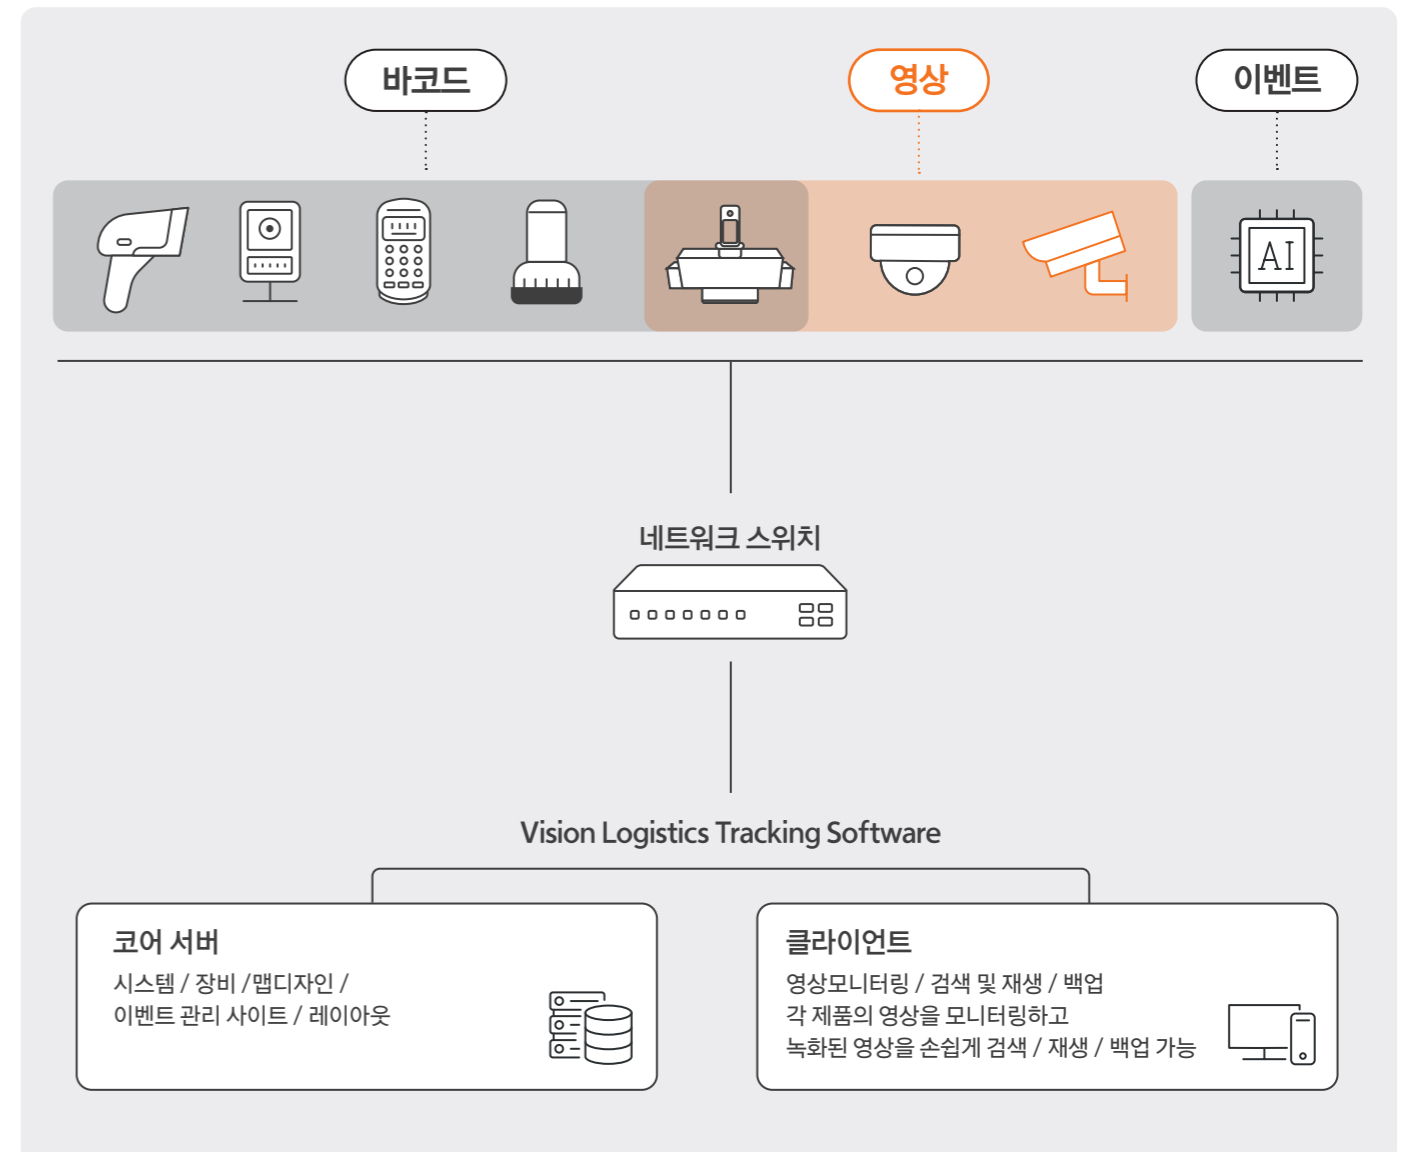 바코드
영상
이벤트
AI
네트워크 스위치
Vision Logistics Tracking Software
코어 서버
시스템 / 장비 /맵디자인 /
이벤트 관리 사이트 / 레이아웃
클라이언트
영상모니터링 / 검색 및 재생 / 백업
각 제품의 영상을 모니터링하고
녹화된 영상을 손쉽게 검색 / 재생 / 백업 가능